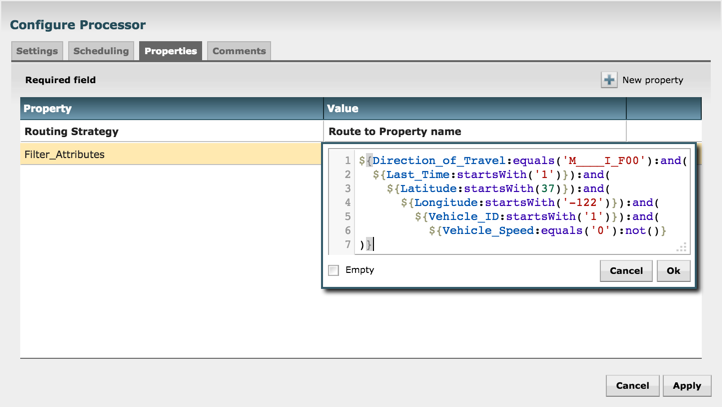 Configure Processor
Settings Scheduling Properties Comments
Required field New property
Property Value
Routing Strategy Route to Property name
Filter_Attributes
1 ${Direction_of_Travel:equals('M____I_F00'):and(
2 ${Last_Time:startsWith('1')}):and(
3 ${Latitude:startsWith(37)}):and(
4 ${Longitude:startsWith('-122')}):and(
5 ${Vehicle_ID:startsWith('1')}):and(
6 ${Vehicle_Speed:equals('0'):not()}
7 )}
Empty Cancel Ok
Cancel Apply